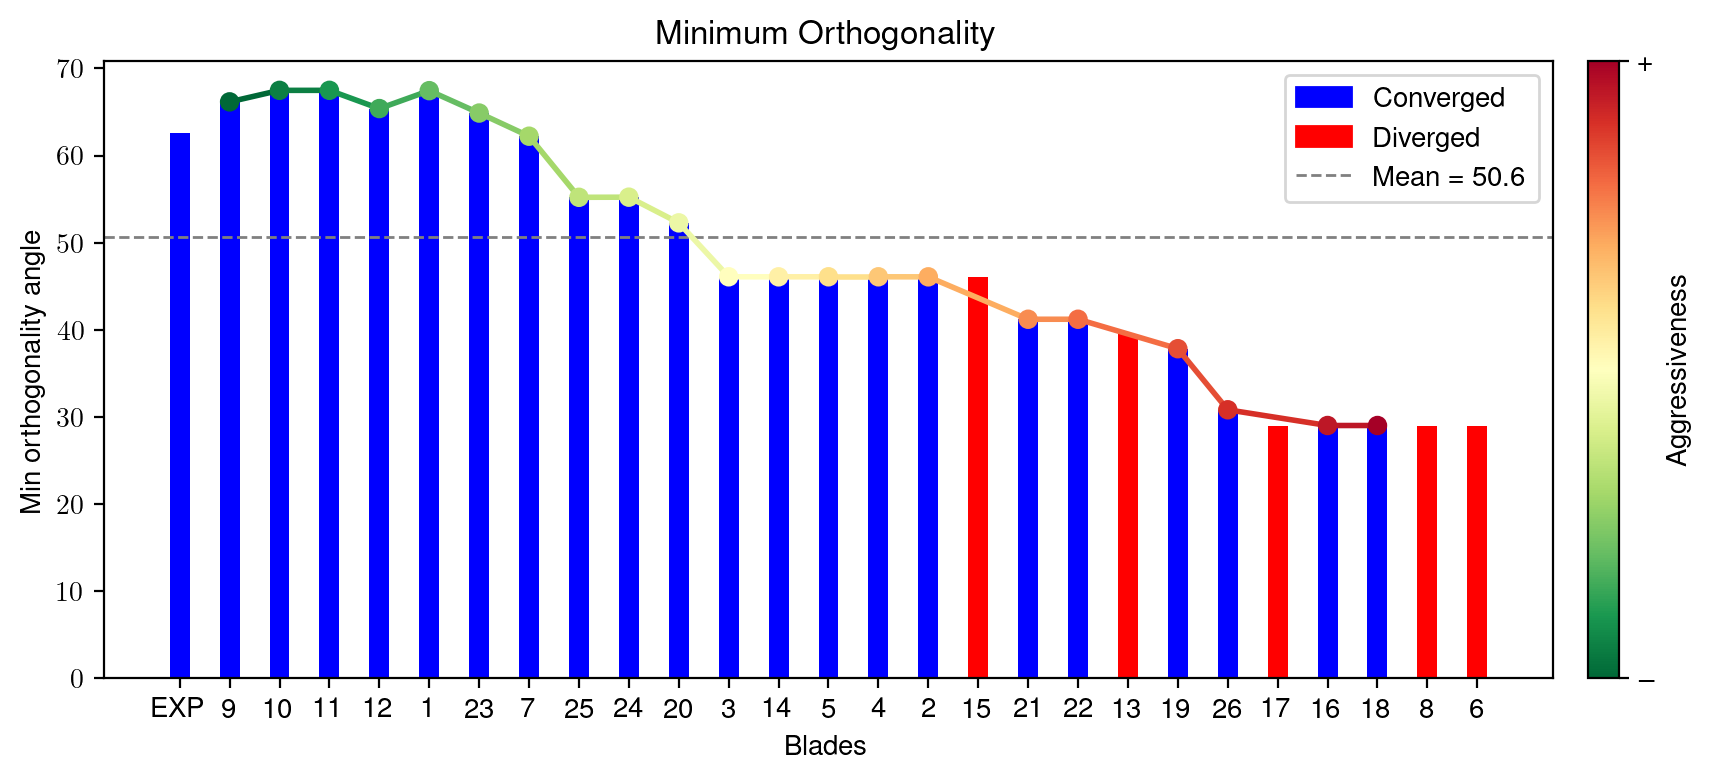 Minimum Orthogonality
Min orthogonality angle
70
60
50
40
30
20
10
0
Converged
Diverged
Mean = 50.6
EXP 9 10 11 12 1 23 7 25 24 20 3 14 5 4 2 15 21 22 13 19 26 17 16 18 8 6
Blades
+
−
Aggressiveness